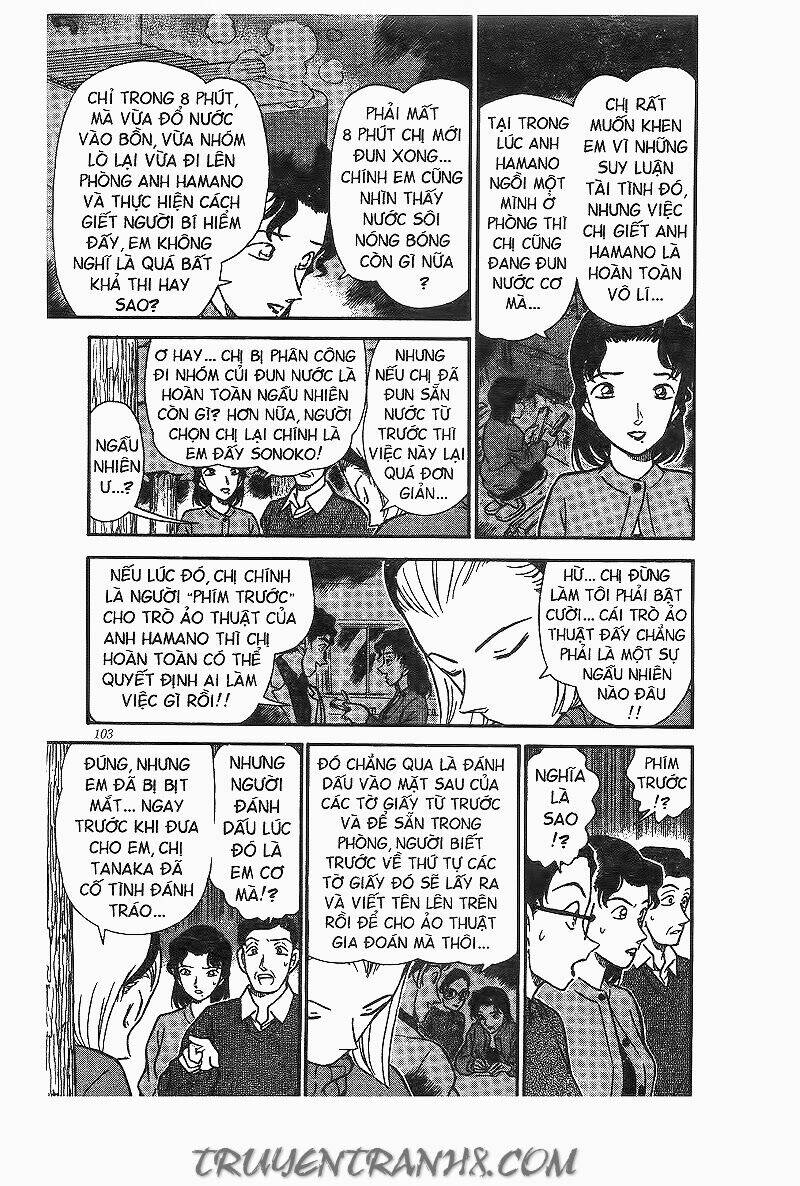 CHỊ RẤT
MUỐN KHEN
EM VÌ NHỮNG
SUY LUẬN
TÀI TÌNH ĐÓ,
NHƯNG VIỆC
CHỊ GIẾT ANH
HAMANO LÀ
HOÀN TOÀN
VÔ LÍ...
TẠI TRONG
LÚC ANH
HAMANO
NGỒI MỘT
MÌNH Ở
PHÒNG THÌ
CHỊ CŨNG
ĐANG ĐUN
NƯỚC CƠ
MÀ...
PHẢI MẤT
8 PHÚT CHỊ MỚI
ĐUN XONG...
CHÍNH EM CŨNG
NHÌN THẤY
NƯỚC SÔI
NÓNG BỎNG
CÒN GÌ NỮA
?
CHỈ TRONG 8 PHÚT,
MÀ VỪA ĐỔ NƯỚC
VÀO BỒN, VỪA NHÓM
LÒ LẠI VỪA ĐI LÊN
PHÒNG ANH HAMANO
VÀ THỰC HIỆN CÁCH
GIẾT NGƯỜI BÍ HIỂM
ĐẤY, EM KHÔNG
NGHĨ LÀ QUÁ BẤT
KHẢ THI HAY
SAO?
NHƯNG
NẾU CHỊ ĐÃ
ĐUN SẴN
NƯỚC TỪ
TRƯỚC THÌ
VIỆC NÀY LẠI
QUÁ ĐƠN
GIẢN...
Ơ HAY... CHỊ BỊ PHÂN CÔNG
ĐI NHÓM CỦI ĐUN NƯỚC LÀ
HOÀN TOÀN NGẪU NHIÊN
CÒN GÌ? HƠN NỮA, NGƯỜI
CHỌN CHỊ LẠI CHÍNH LÀ
EM ĐẤY SONOKO!
NGẪU
NHIÊN
Ư...?
HỪ... CHỊ ĐỪNG
LÀM TÔI PHẢI BẬT
CƯỜI... CÁI TRÒ ẢO
THUẬT ĐẤY CHẲNG
PHẢI LÀ MỘT SỰ
NGẪU NHIÊN
NÀO ĐÂU
!!
NẾU LÚC ĐÓ, CHỊ CHÍNH
LÀ NGƯỜI "PHÍM TRƯỚC"
CHO TRÒ ẢO THUẬT CỦA
ANH HAMANO THÌ CHỊ
HOÀN TOÀN CÓ THỂ
QUYẾT ĐỊNH AI LÀM
VIỆC GÌ RỒI!!
103
PHÍM
TRƯỚC
!?
NGHĨA
LÀ
SAO
!?
ĐÓ CHẲNG QUA LÀ ĐÁNH
DẤU VÀO MẶT SAU CỦA
CÁC TỜ GIẤY TỪ TRƯỚC
VÀ ĐỂ SẴN TRONG
PHÒNG, NGƯỜI BIẾT
TRƯỚC VỀ THỨ TỰ CÁC
TỜ GIẤY ĐÓ SẼ LẤY RA
VÀ VIẾT TÊN LÊN TRÊN
RỒI ĐỂ CHO ẢO THUẬT
GIA ĐOÁN MÀ THÔI...
NHƯNG
NGƯỜI
ĐÁNH
DẤU LÚC
ĐÓ LÀ
EM CƠ
MÀ!?
ĐÚNG, NHƯNG
EM ĐÃ BỊ BỊT
MẮT... NGAY
TRƯỚC KHI ĐƯA
CHO EM, CHỊ
TANAKA ĐÃ
CỐ TÌNH ĐÁNH
TRÁO...
TRUYENTRANH8.COM